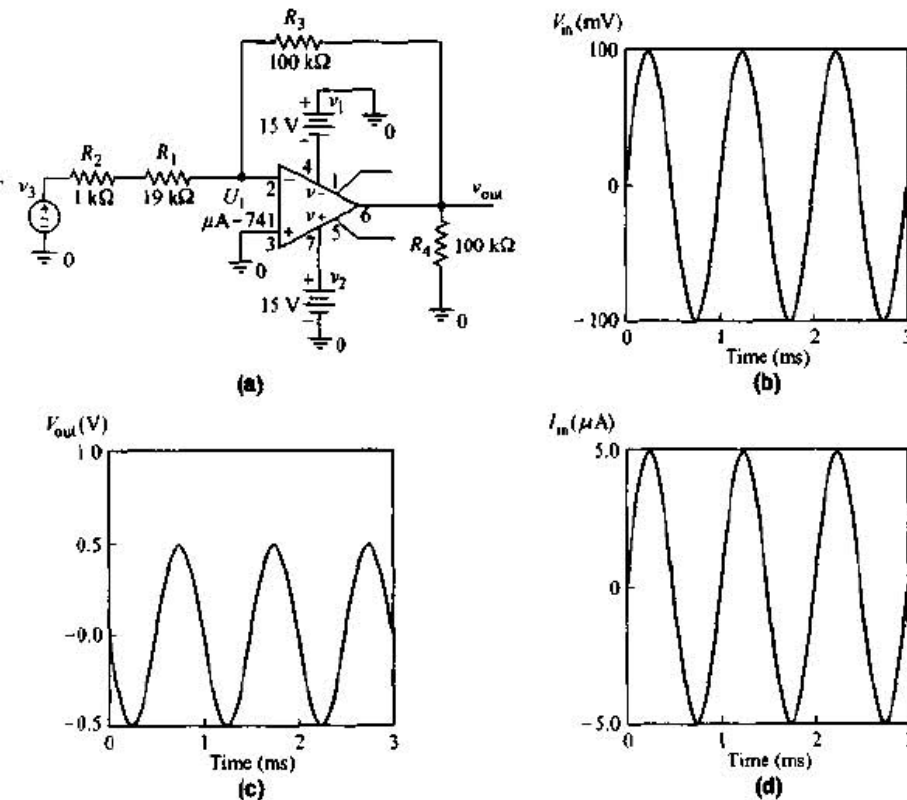 R3
100 kΩ
+
v1
15 V
-
0
R2
R1
v3
1 kΩ
19 kΩ
+
-
0
4
1
2
-
v-
U1
μA-741
v+
vout
6
3
+
7
5
R4
100 kΩ
0
+
v2
15 V
-
0
0
(a)
Vin (mV)
100
0
-100
0
1
2
3
Time (ms)
(b)
Vout (V)
1 0
0.5
-0.0
-0.5
0
1
2
3
Time (ms)
(c)
Iin (μA)
5.0
0
-5.0
0
1
2
3
Time (ms)
(d)